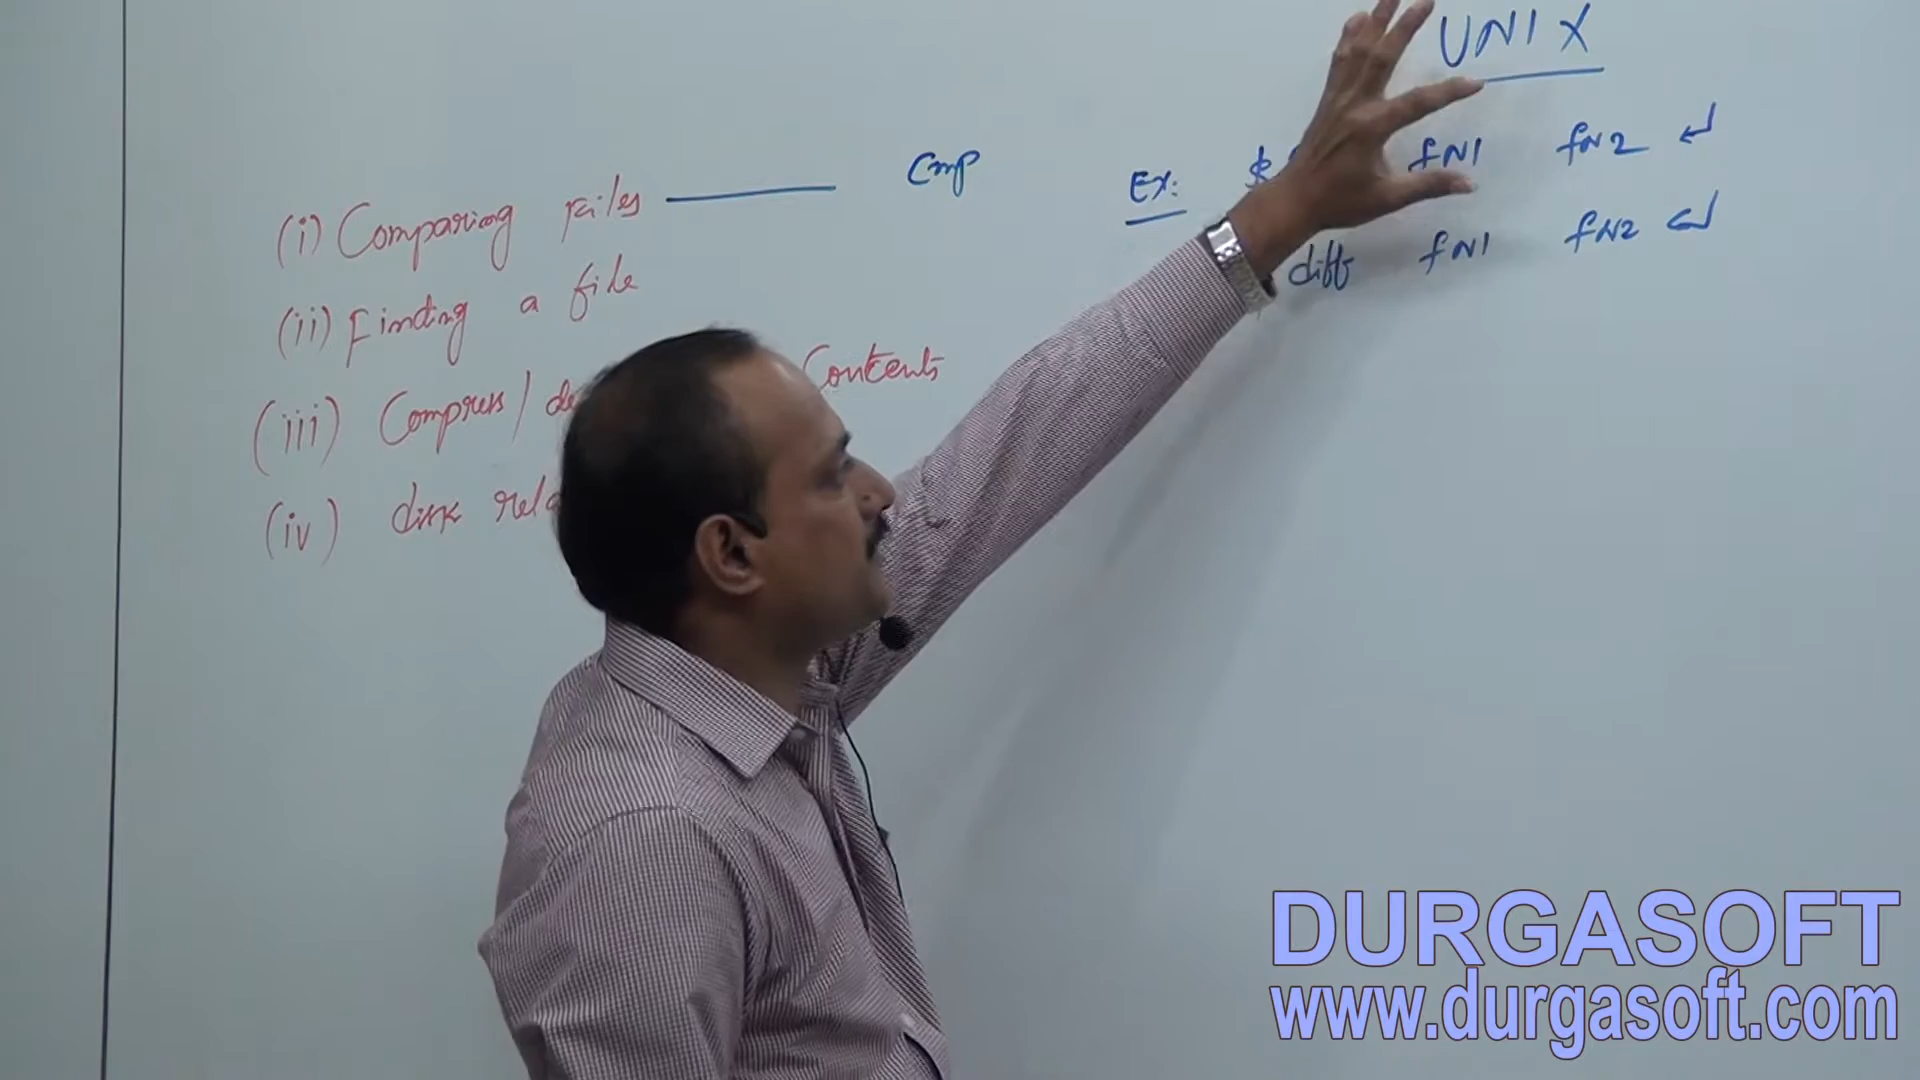 UNIX
(i) Comparing files Cmp
Ex: $ fN1 fN2 ↵
diff fN1 fN2 ↵
(ii) Finding a file
(iii) Compress / Contents
(iv) disk
DURGASOFT
www.durgasoft.com